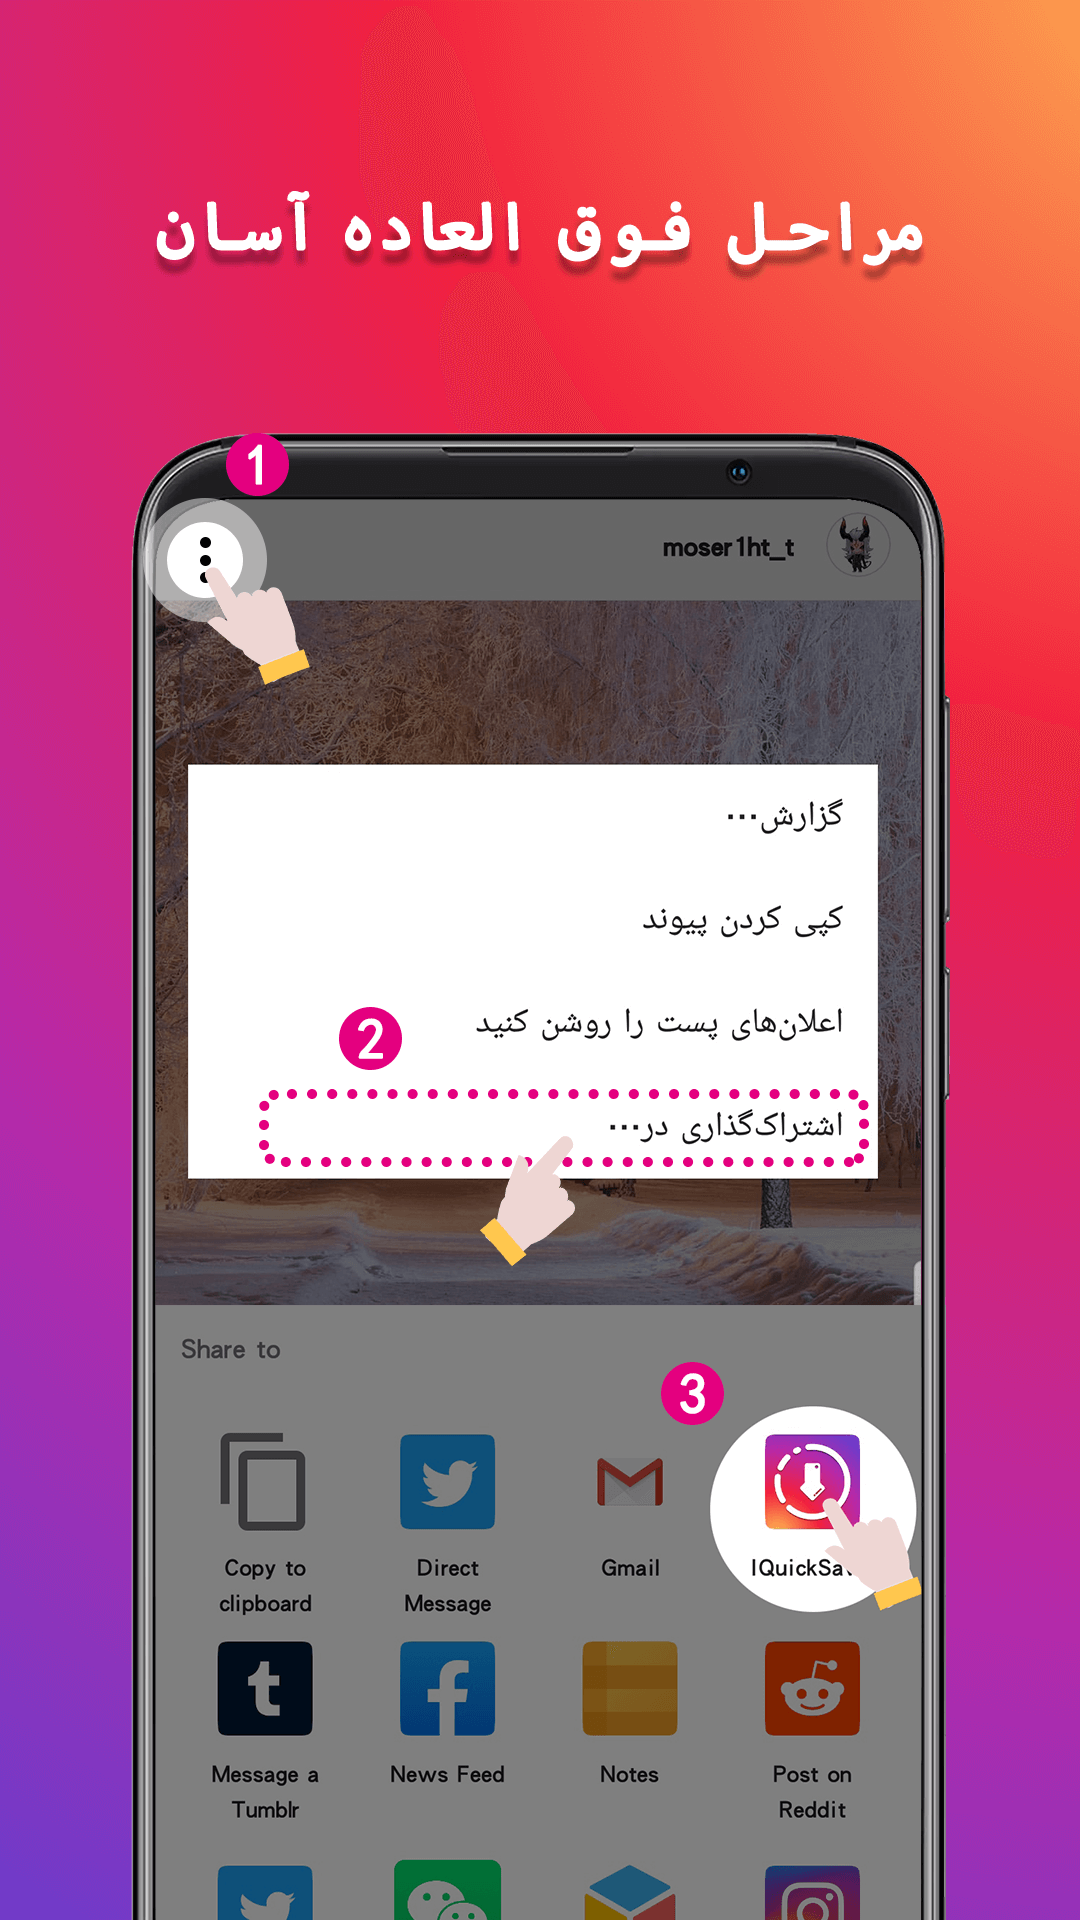 مراحل فوق العاده آسان
1
moser1ht_t
گزارش...
کپی کردن پیوند
اعلان‌های پست را روشن کنید
2
اشتراک‌گذاری در...
Share to
3
Copy to
clipboard
Direct
Message
Gmail
Message a
Tumblr
News Feed
Notes
Post on
Reddit